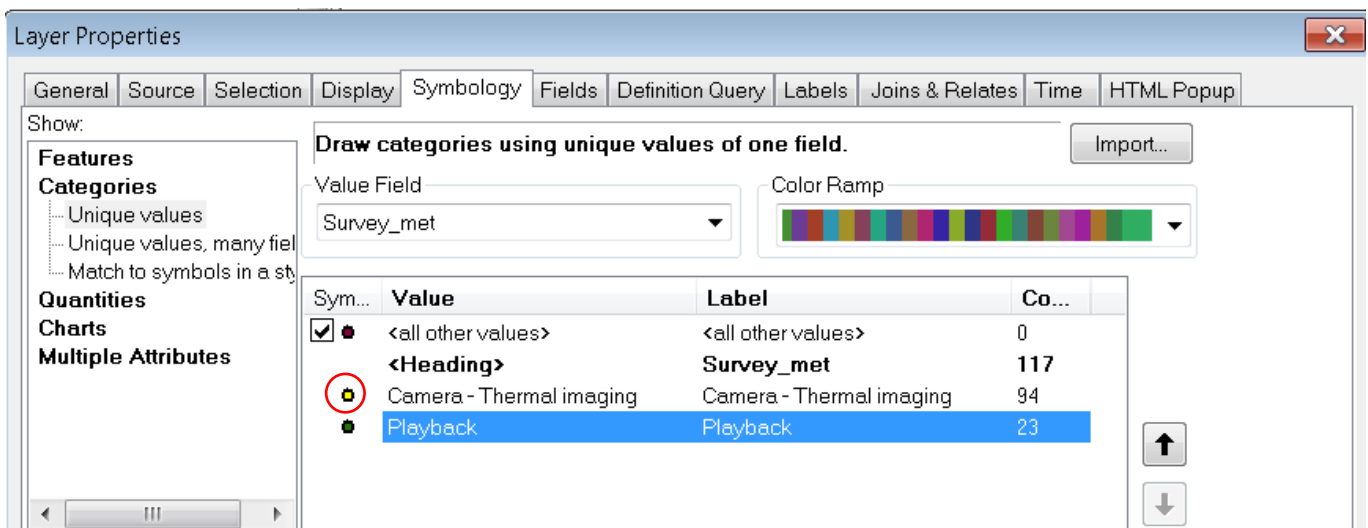 Layer Properties
General Source Selection Display Symbology Fields Definition Query Labels Joins & Relates Time HTML Popup
Show:
Features
Categories
Unique values
Unique values, many fiel
Match to symbols in a sty
Quantities
Charts
Multiple Attributes
Draw categories using unique values of one field.
Import...
Value Field
Survey_met
Color Ramp
Sym... Value Label Co...
<all other values> <all other values> 0
<Heading> Survey_met 117
Camera - Thermal imaging Camera - Thermal imaging 94
Playback Playback 23